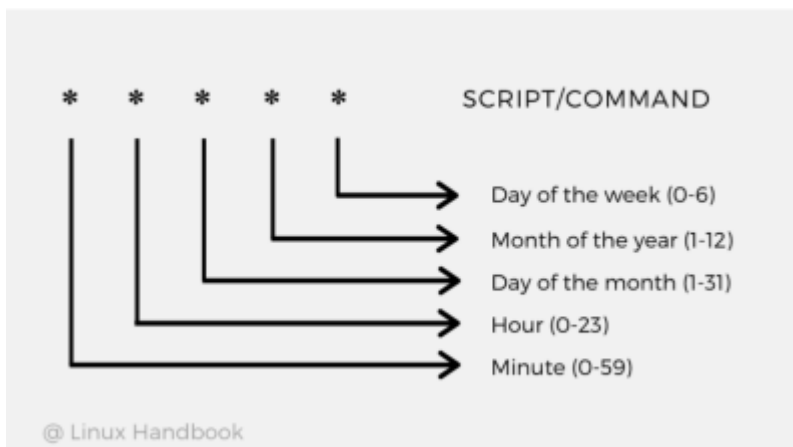 * * * * * SCRIPT/COMMAND
Day of the week (0-6)
Month of the year (1-12)
Day of the month (1-31)
Hour (0-23)
Minute (0-59)
@ Linux Handbook